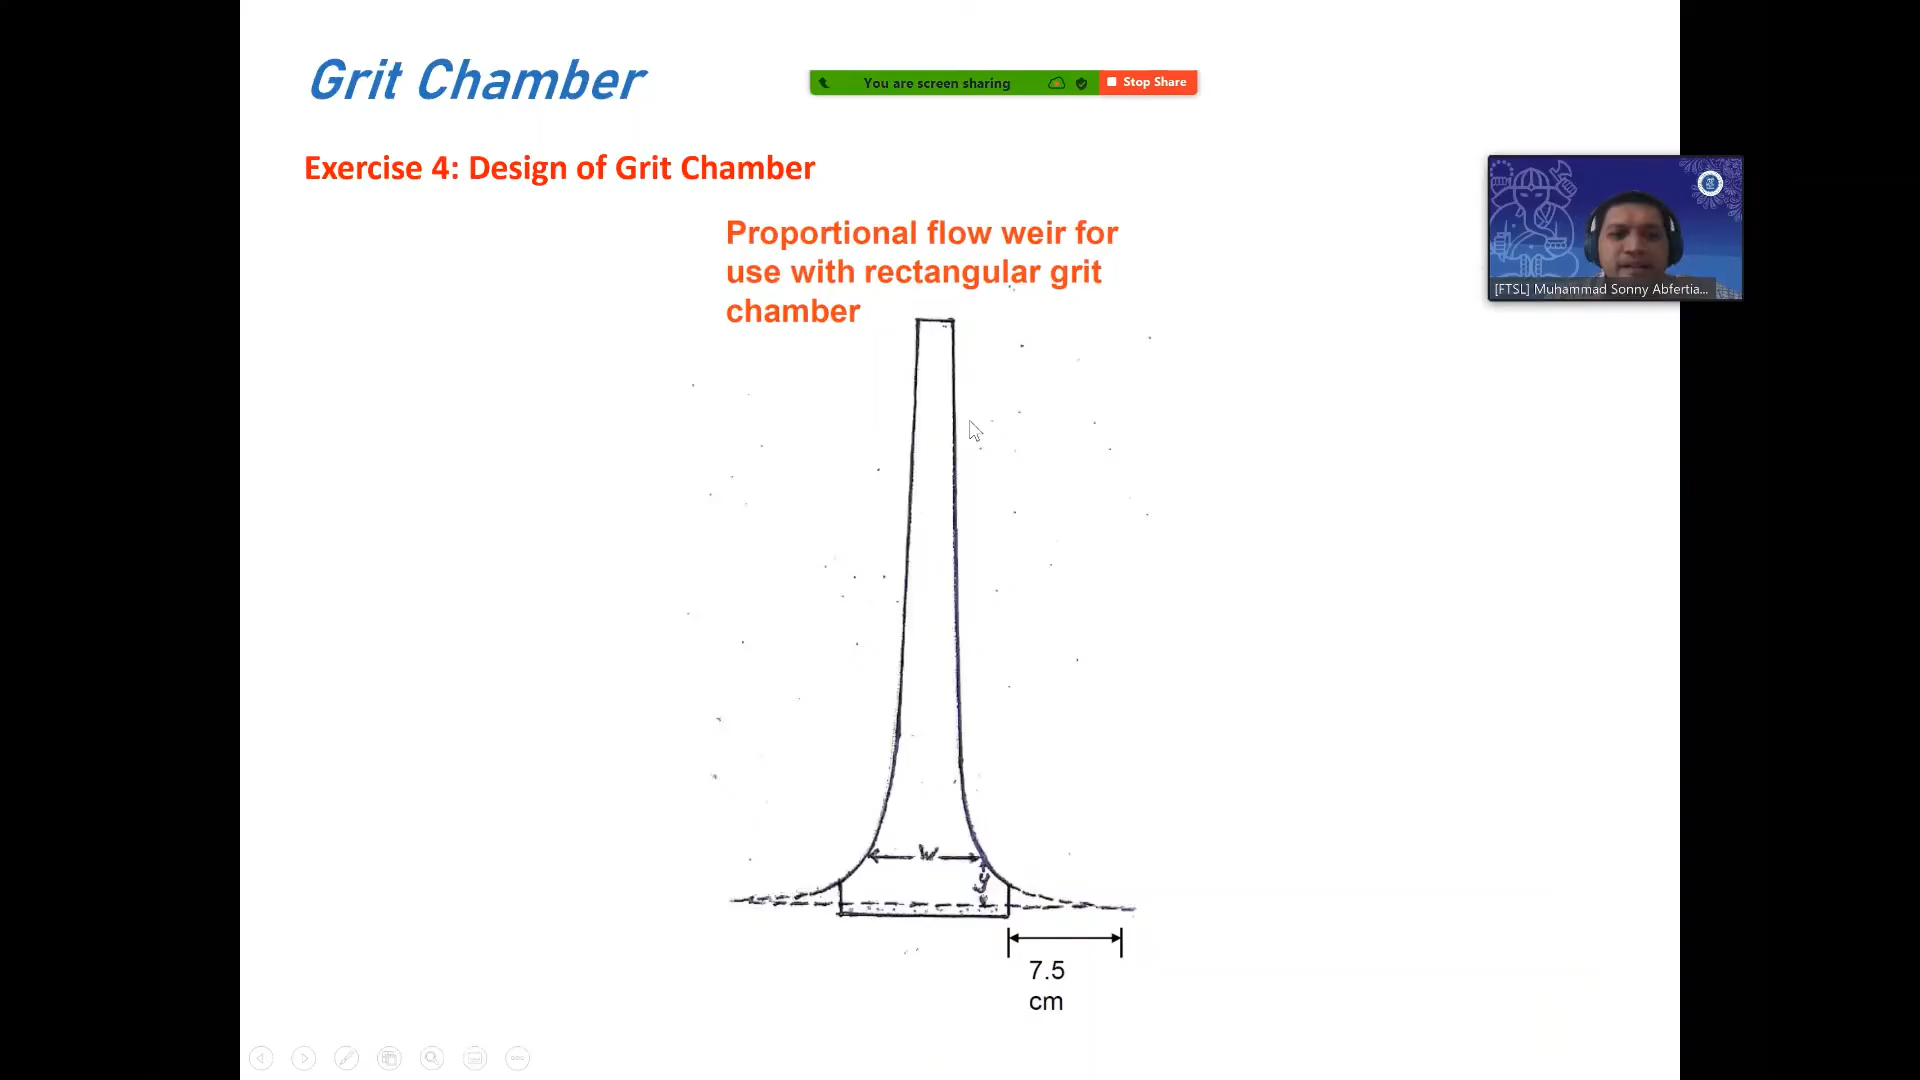 Grit Chamber
You are screen sharing
Stop Share
Exercise 4: Design of Grit Chamber
Proportional flow weir for
use with rectangular grit
chamber
[FTSL] Muhammad Sonny Abfertia...
w
y
7.5
cm